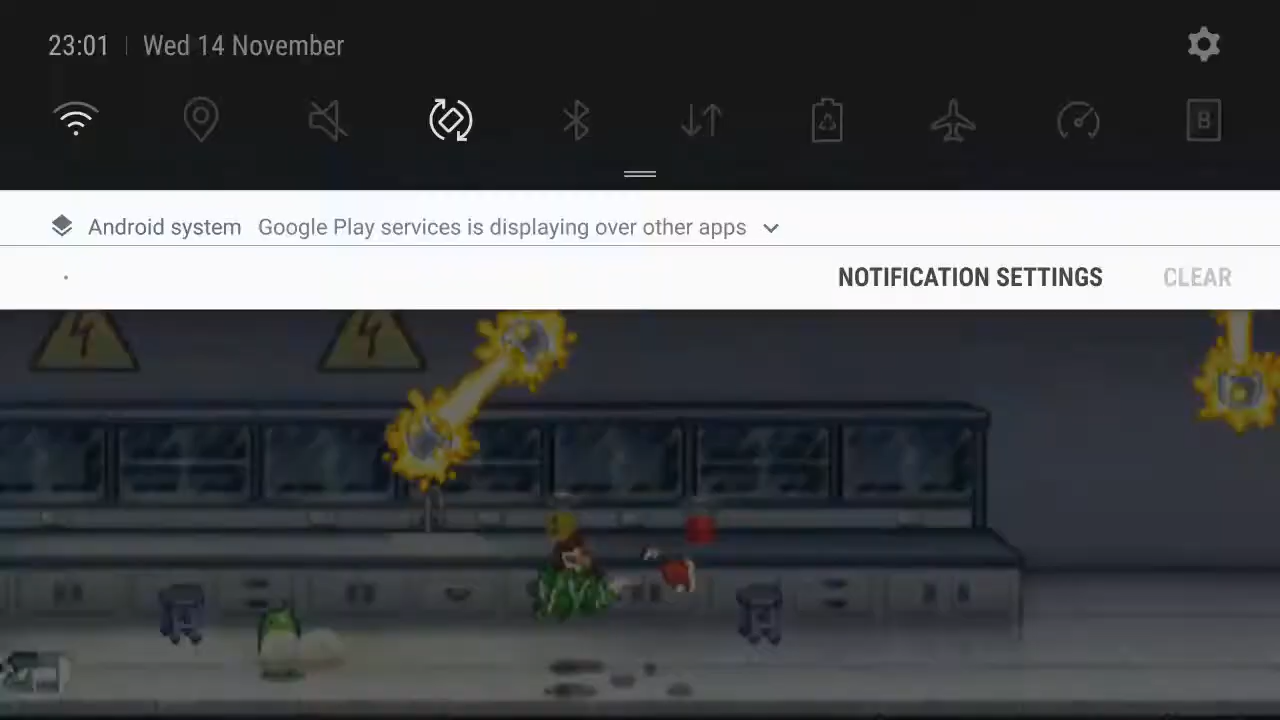 23:01 | Wed 14 November
B
Android system Google Play services is displaying over other apps
NOTIFICATION SETTINGS CLEAR